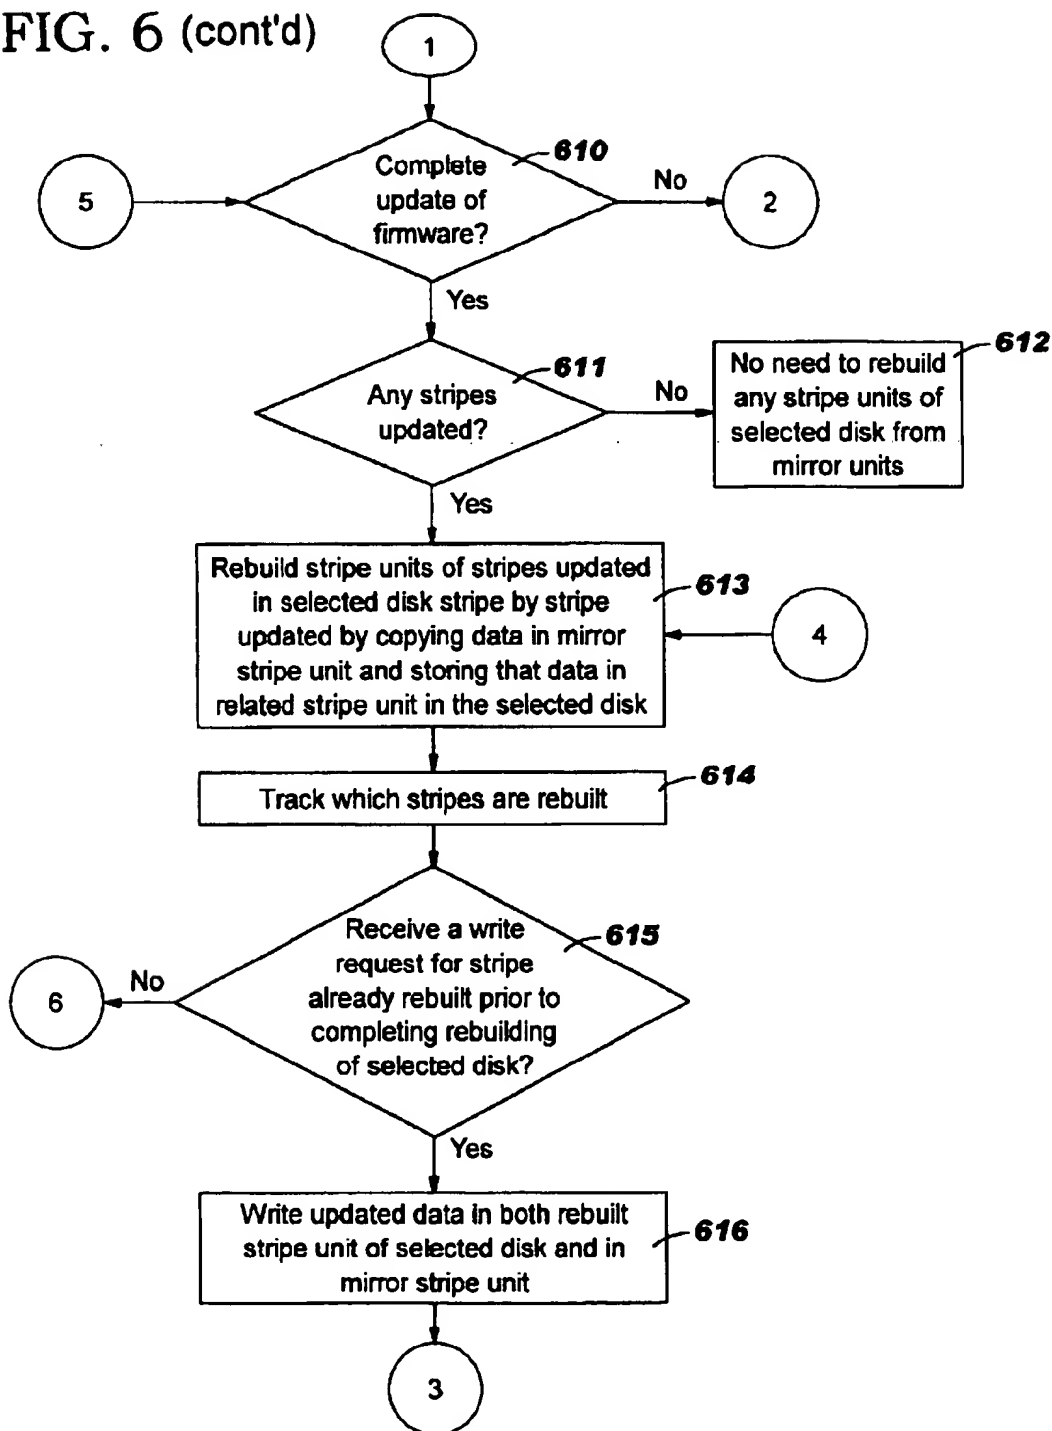 FIG. 6 (cont'd)
1
610
Complete
update of
firmware?
5
No
2
Yes
611
Any stripes
updated?
No
612
No need to rebuild
any stripe units of
selected disk from
mirror units
Yes
Rebuild stripe units of stripes updated
in selected disk stripe by stripe
updated by copying data in mirror
stripe unit and storing that data in
related stripe unit in the selected disk
613
4
Track which stripes are rebuilt
614
Receive a write
request for stripe
already rebuilt prior to
completing rebuilding
of selected disk?
615
No
6
Yes
Write updated data in both rebuilt
stripe unit of selected disk and in
mirror stripe unit
616
3